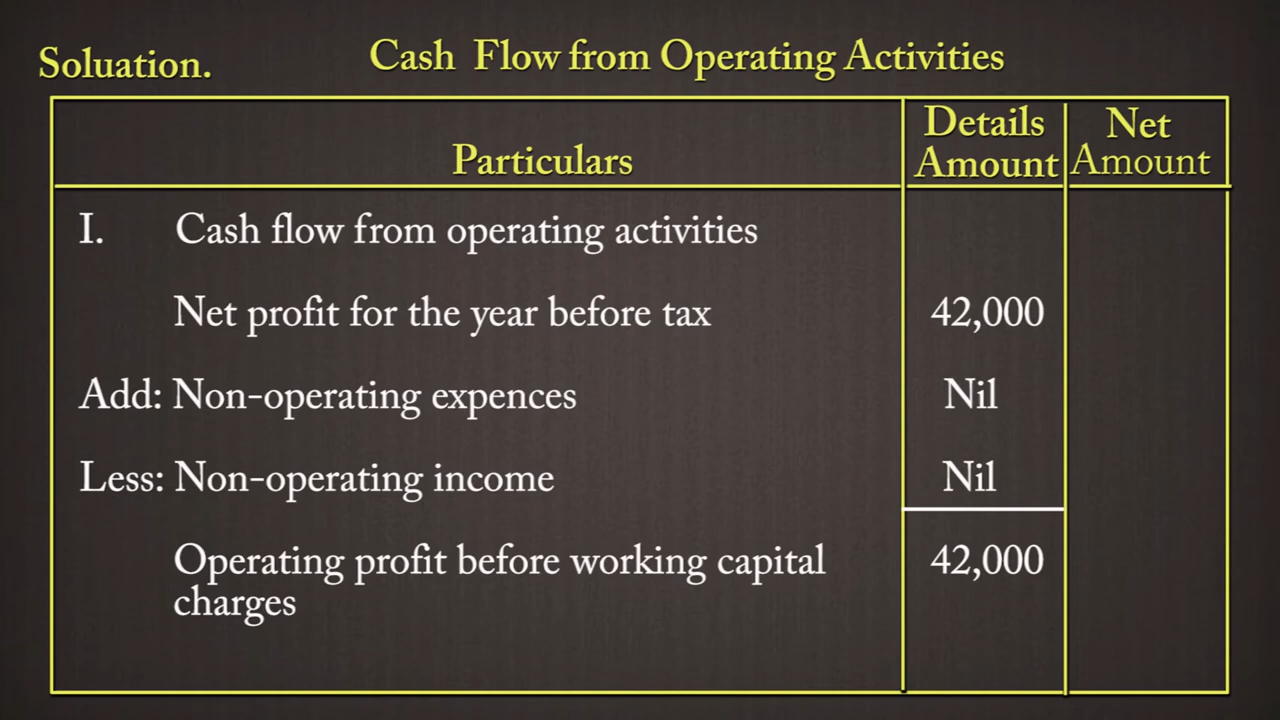 Soluation.
Cash Flow from Operating Activities
Particulars
Details
Amount
Net
Amount
I. Cash flow from operating activities
Net profit for the year before tax 42,000
Add: Non-operating expences Nil
Less: Non-operating income Nil
Operating profit before working capital 42,000
charges